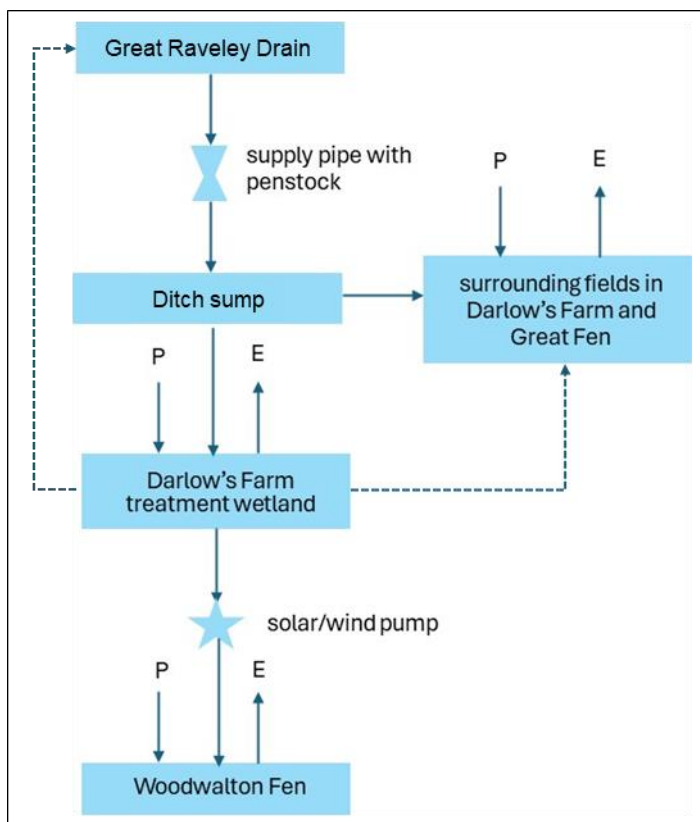 Great Raveley Drain
supply pipe with
penstock
P
E
Ditch sump
surrounding fields in
Darlow's Farm and
Great Fen
P
E
Darlow's Farm
treatment wetland
solar/wind pump
P
E
Woodwalton Fen